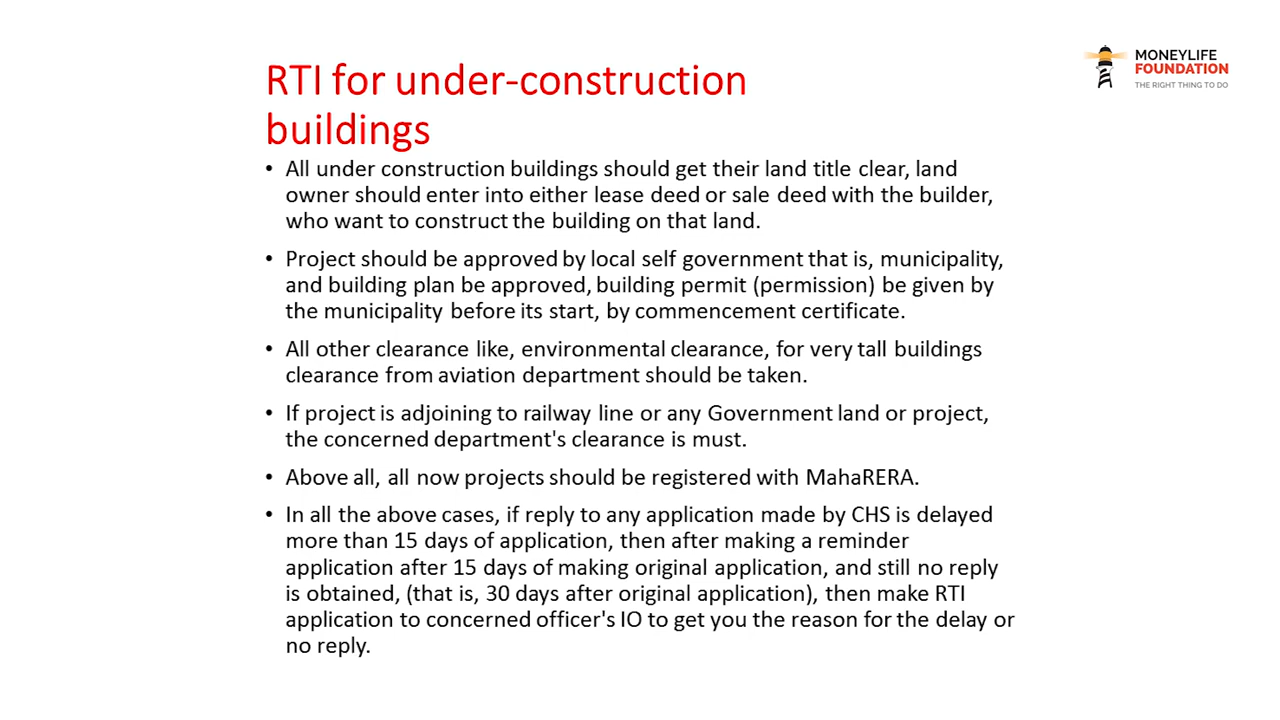 MONEYLIFE
FOUNDATION
THE RIGHT THING TO DO
RTI for under-construction
buildings
• All under construction buildings should get their land title clear, land
owner should enter into either lease deed or sale deed with the builder,
who want to construct the building on that land.
• Project should be approved by local self government that is, municipality,
and building plan be approved, building permit (permission) be given by
the municipality before its start, by commencement certificate.
• All other clearance like, environmental clearance, for very tall buildings
clearance from aviation department should be taken.
• If project is adjoining to railway line or any Government land or project,
the concerned department's clearance is must.
• Above all, all now projects should be registered with MahaRERA.
• In all the above cases, if reply to any application made by CHS is delayed
more than 15 days of application, then after making a reminder
application after 15 days of making original application, and still no reply
is obtained, (that is, 30 days after original application), then make RTI
application to concerned officer's IO to get you the reason for the delay or
no reply.